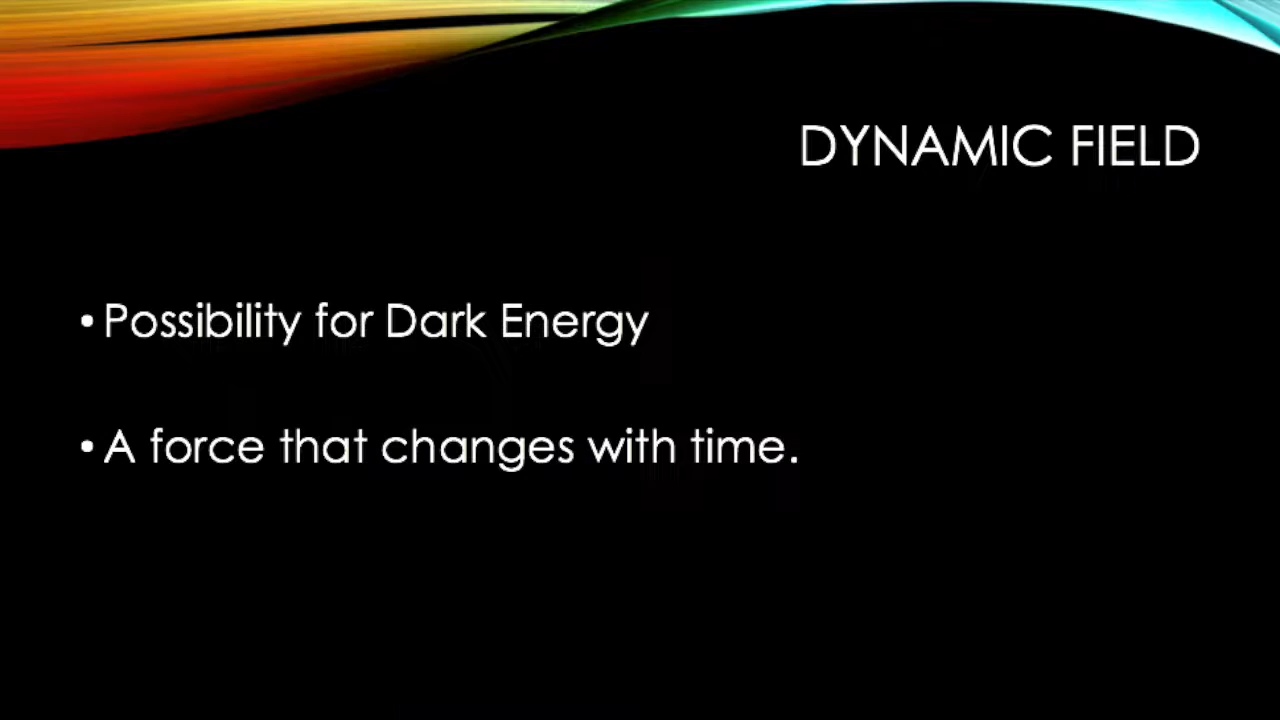 DYNAMIC FIELD
• Possibility for Dark Energy
• A force that changes with time.